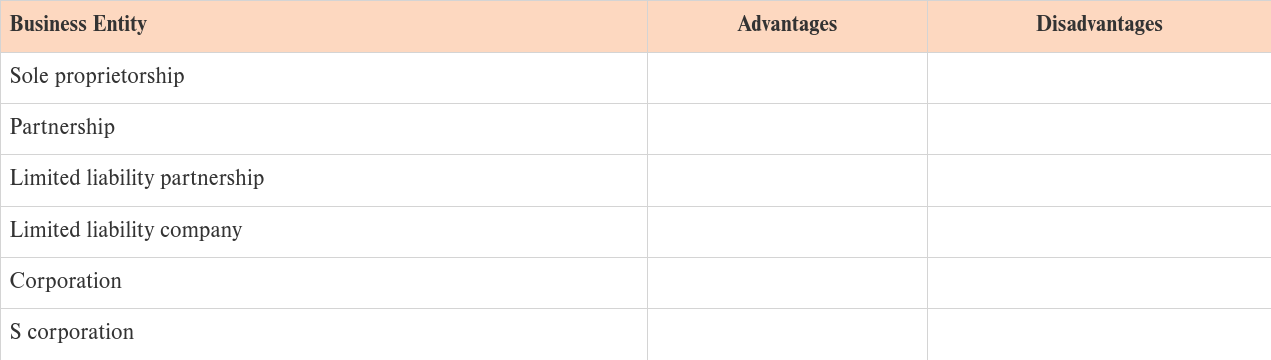 Business Entity Advantages Disadvantages
Sole proprietorship
Partnership
Limited liability partnership
Limited liability company
Corporation
S corporation